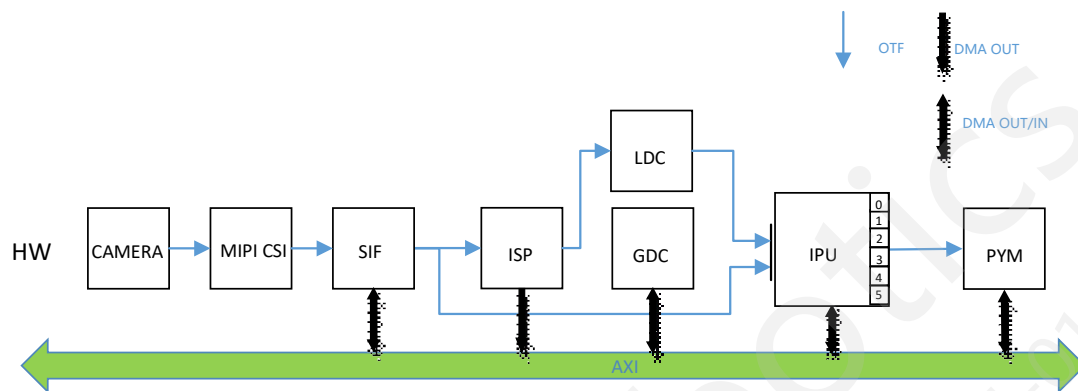 OTF
DMA OUT
DMA OUT/IN
LDC
HW
CAMERA
MIPI CSI
SIF
ISP
GDC
IPU
0
1
2
3
4
5
PYM
AXI